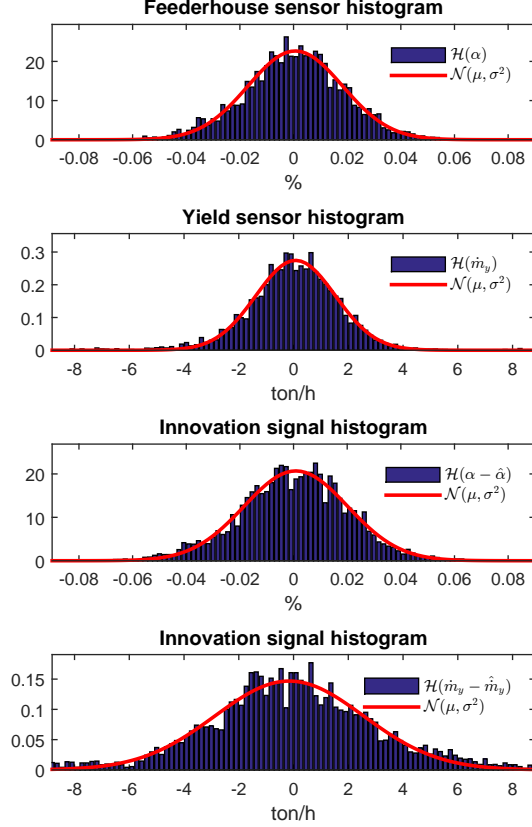 Feederhouse sensor histogram
20
10
0
H(α)
N(μ, σ²)
-0.08 -0.06 -0.04 -0.02 0 0.02 0.04 0.06 0.08
%
Yield sensor histogram
0.3
0.2
0.1
0
H(ṁ_y)
N(μ, σ²)
-8 -6 -4 -2 0 2 4 6 8
ton/h
Innovation signal histogram
20
10
0
H(α − α̂)
N(μ, σ²)
-0.08 -0.06 -0.04 -0.02 0 0.02 0.04 0.06 0.08
%
Innovation signal histogram
0.15
0.1
0.05
0
H(ṁ_y − ṁ̂_y)
N(μ, σ²)
-8 -6 -4 -2 0 2 4 6 8
ton/h